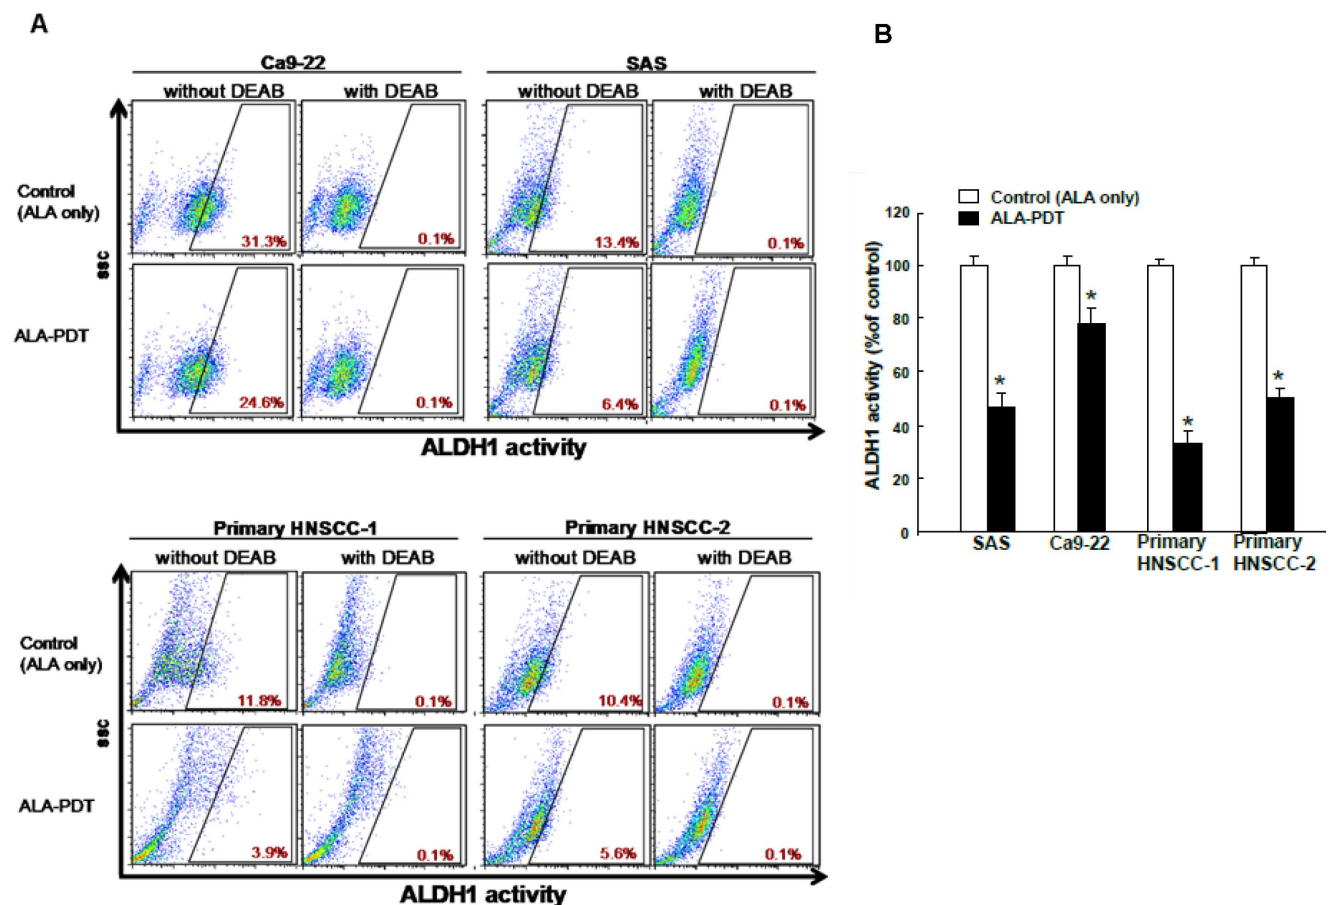 A
Ca9-22
SAS
without DEAB
with DEAB
without DEAB
with DEAB
Control
(ALA only)
31.3%
0.1%
13.4%
0.1%
ssc
ALA-PDT
24.6%
0.1%
6.4%
0.1%
ALDH1 activity
Primary HNSCC-1
Primary HNSCC-2
without DEAB
with DEAB
without DEAB
with DEAB
Control
(ALA only)
11.8%
0.1%
10.4%
0.1%
ssc
ALA-PDT
3.9%
0.1%
5.6%
0.1%
ALDH1 activity
B
Control (ALA only)
ALA-PDT
ALDH1 activity (%of control)
120
100
80
60
40
20
0
*
*
*
*
SAS
Ca9-22
Primary
HNSCC-1
Primary
HNSCC-2